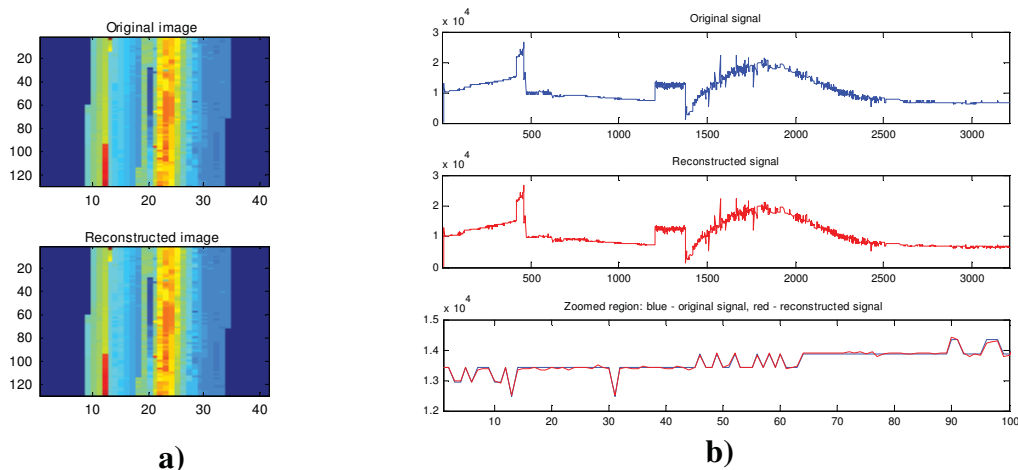 Original image
20
40
60
80
100
120
10 20 30 40
Reconstructed image
20
40
60
80
100
120
10 20 30 40
a)
Original signal
x 10^4
3
2
1
0
500 1000 1500 2000 2500 3000
Reconstructed signal
x 10^4
3
2
1
0
500 1000 1500 2000 2500 3000
Zoomed region: blue - original signal, red - reconstructed signal
x 10^4
1.5
1.4
1.3
1.2
10 20 30 40 50 60 70 80 90 100
b)